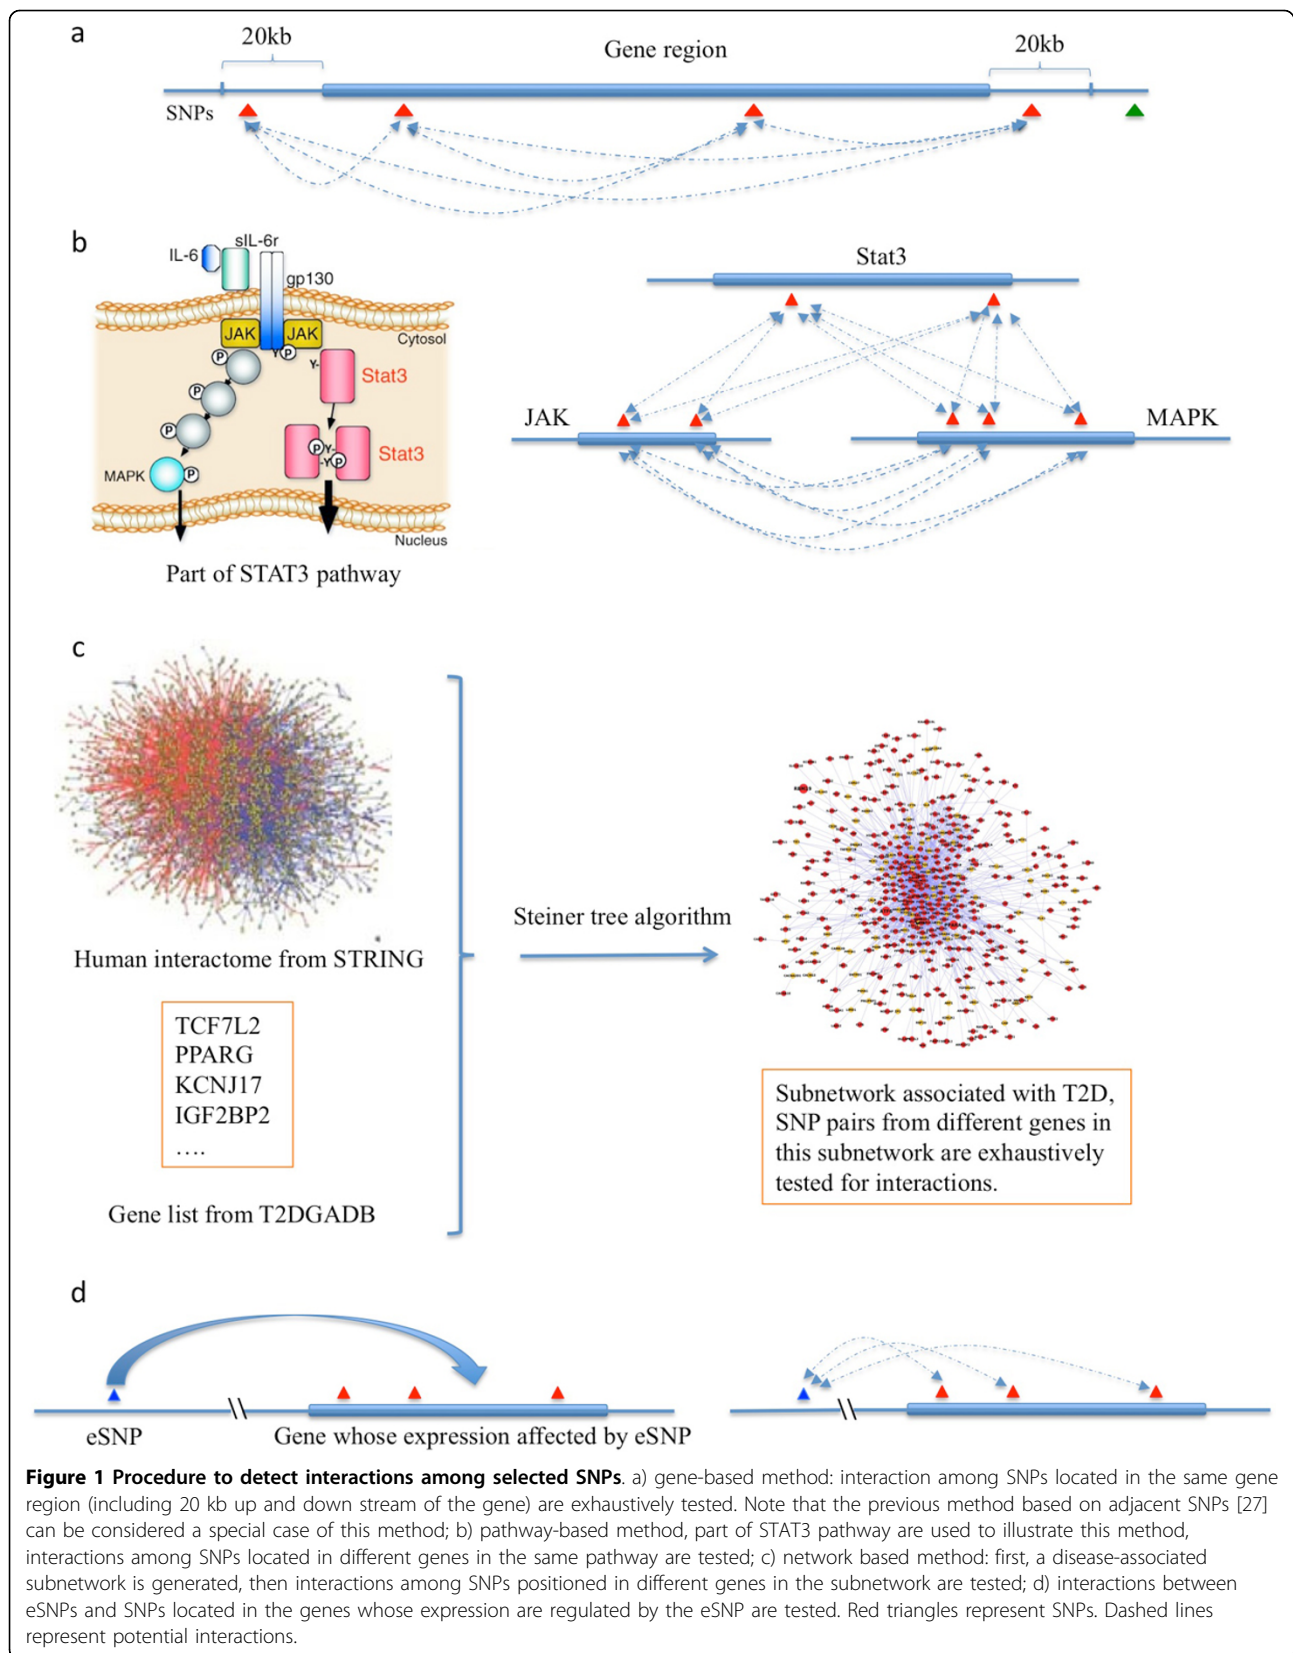 a
20kb
Gene region
20kb
SNPs
b
IL-6
sIL-6r
gp130
JAK
JAK
Cytosol
P
Y
P
Y-
Stat3
P
P
P
P
Y-
-Y
P
Stat3
MAPK
P
Nucleus
Part of STAT3 pathway
Stat3
JAK
MAPK
c
Human interactome from STRING
TCF7L2
PPARG
KCNJ17
IGF2BP2
....
Gene list from T2DGADB
Steiner tree algorithm
Subnetwork associated with T2D,
SNP pairs from different genes in
this subnetwork are exhaustively
tested for interactions.
d
eSNP
Gene whose expression affected by eSNP
Figure 1 Procedure to detect interactions among selected SNPs. a) gene-based method: interaction among SNPs located in the same gene
region (including 20 kb up and down stream of the gene) are exhaustively tested. Note that the previous method based on adjacent SNPs [27]
can be considered a special case of this method; b) pathway-based method, part of STAT3 pathway are used to illustrate this method,
interactions among SNPs located in different genes in the same pathway are tested; c) network based method: first, a disease-associated
subnetwork is generated, then interactions among SNPs positioned in different genes in the subnetwork are tested; d) interactions between
eSNPs and SNPs located in the genes whose expression are regulated by the eSNP are tested. Red triangles represent SNPs. Dashed lines
represent potential interactions.